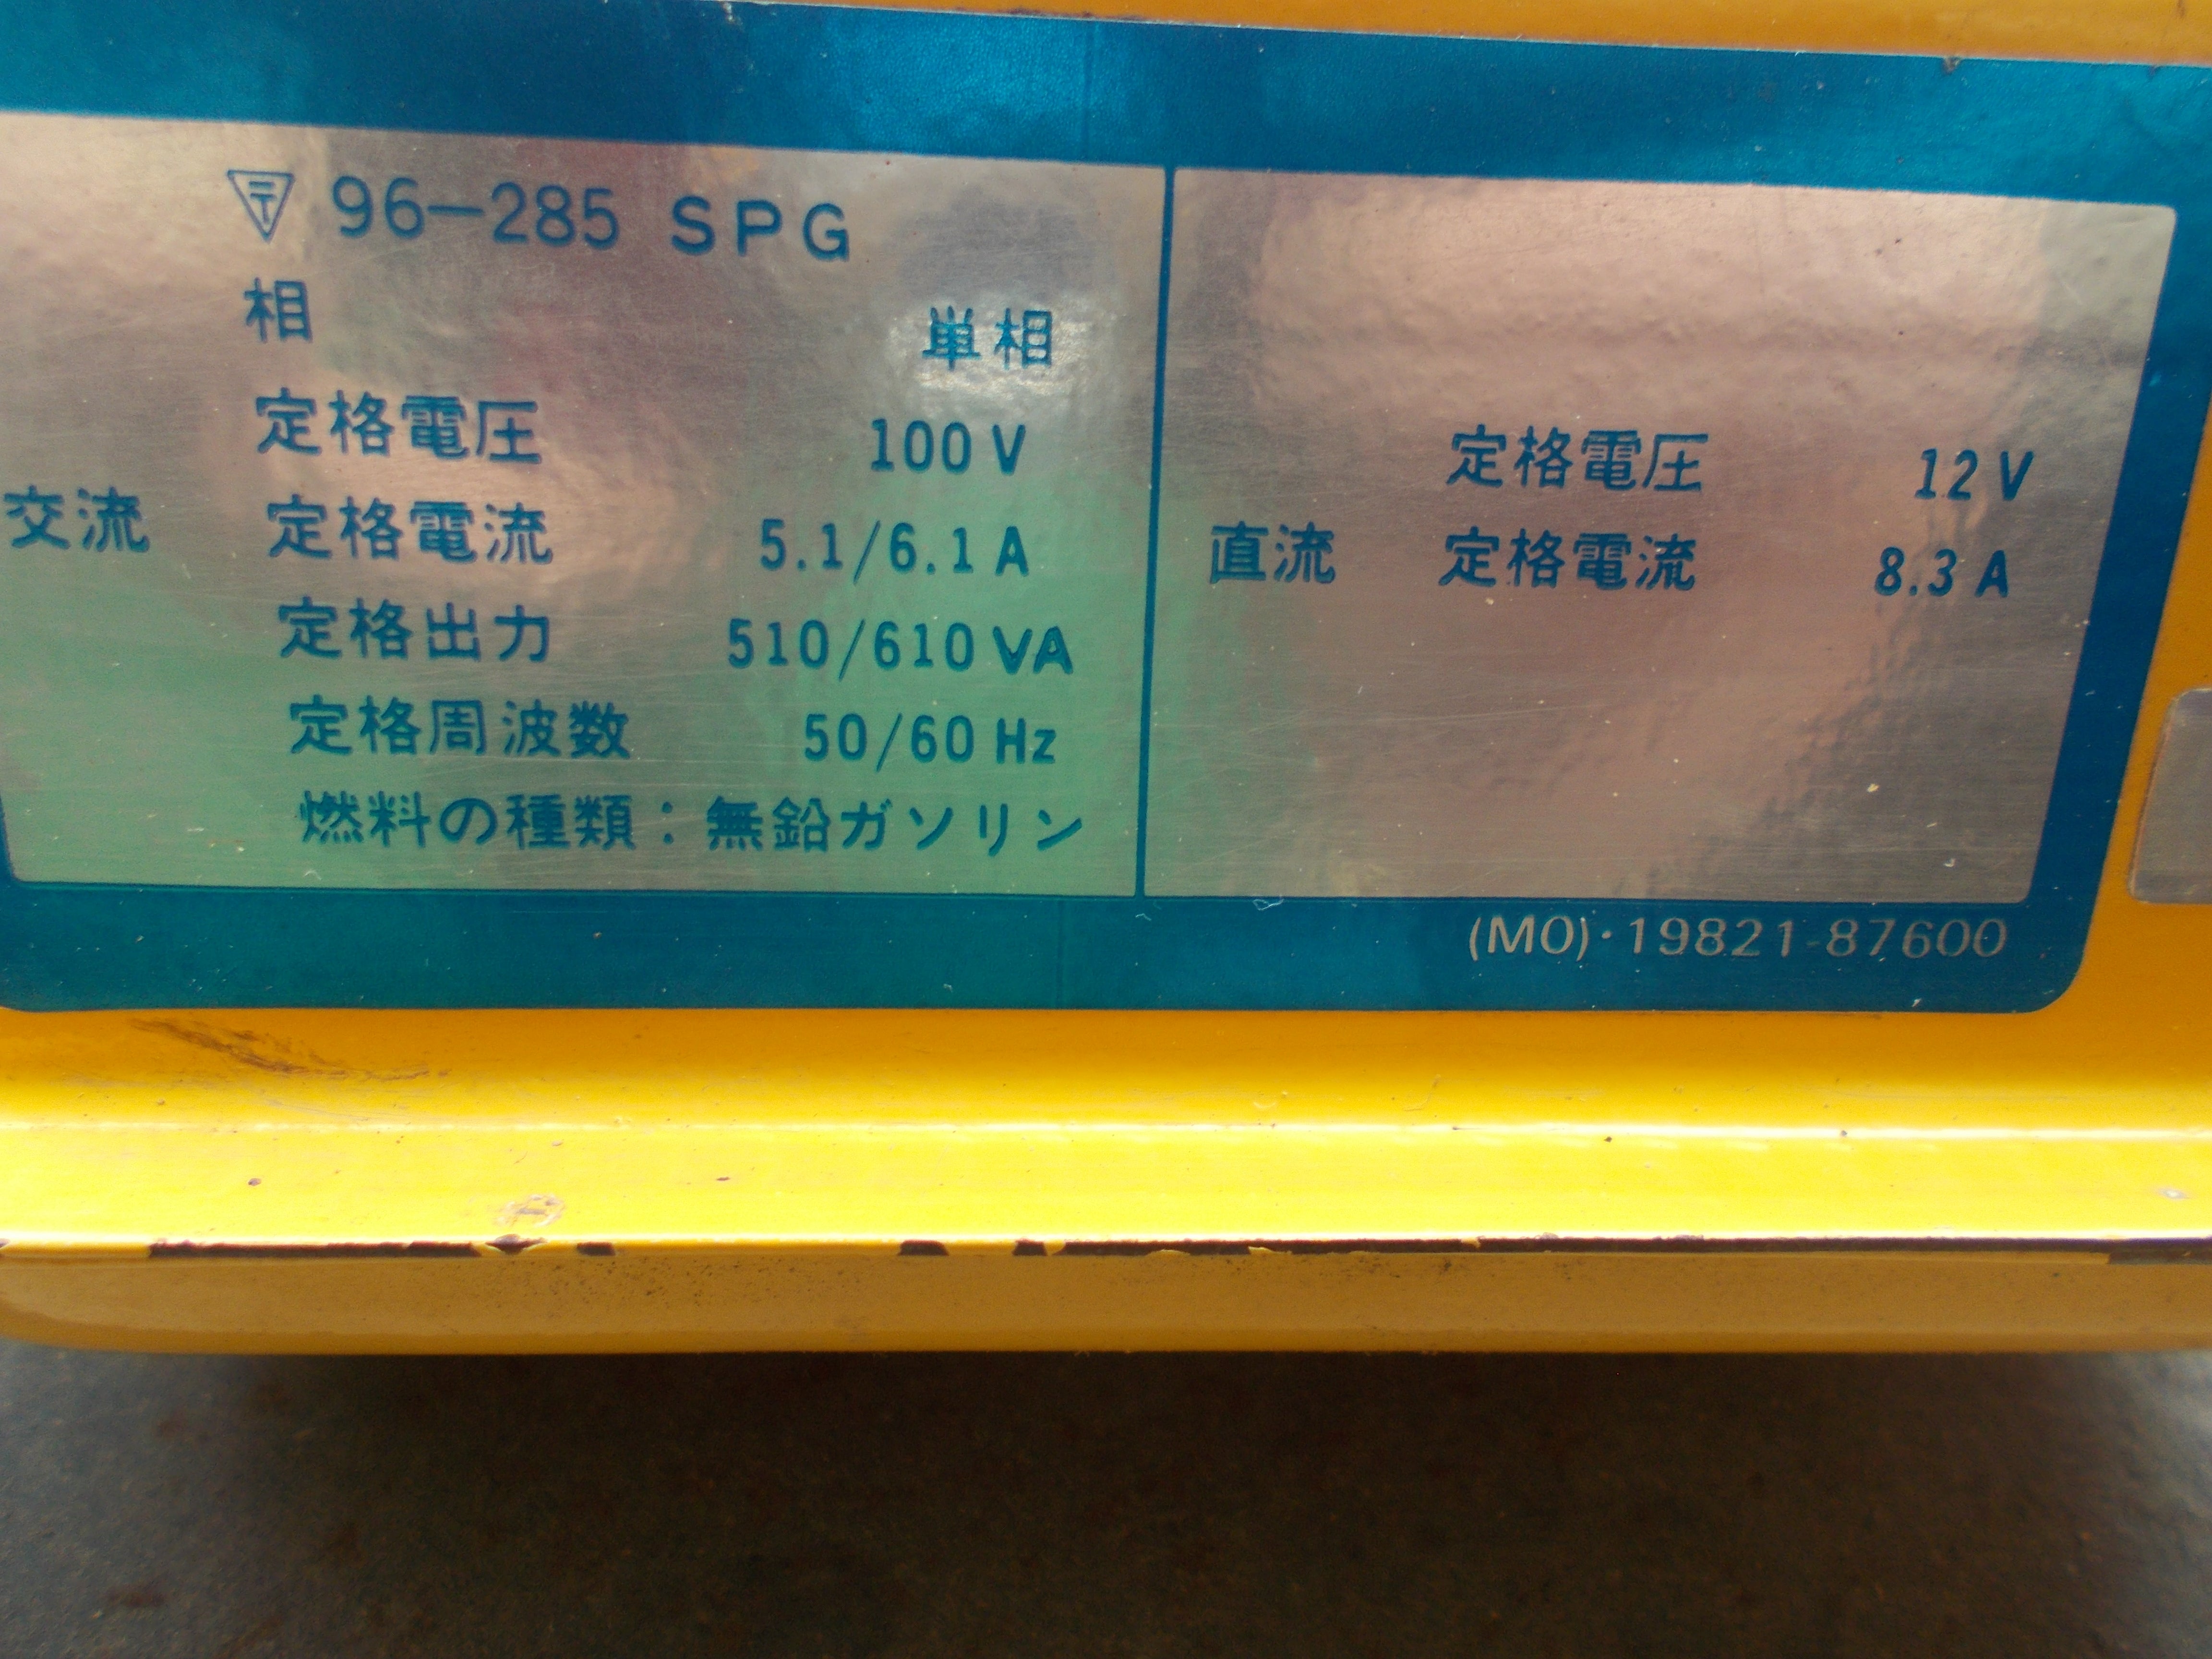 〒 96-285 SPG
相 単相
定格電圧 100 V
交流 定格電流 5.1/6.1 A
定格出力 510/610 VA
定格周波数 50/60 Hz
燃料の種類：無鉛ガソリン
定格電圧 12 V
直流 定格電流 8.3 A
(MO)・19821-87600